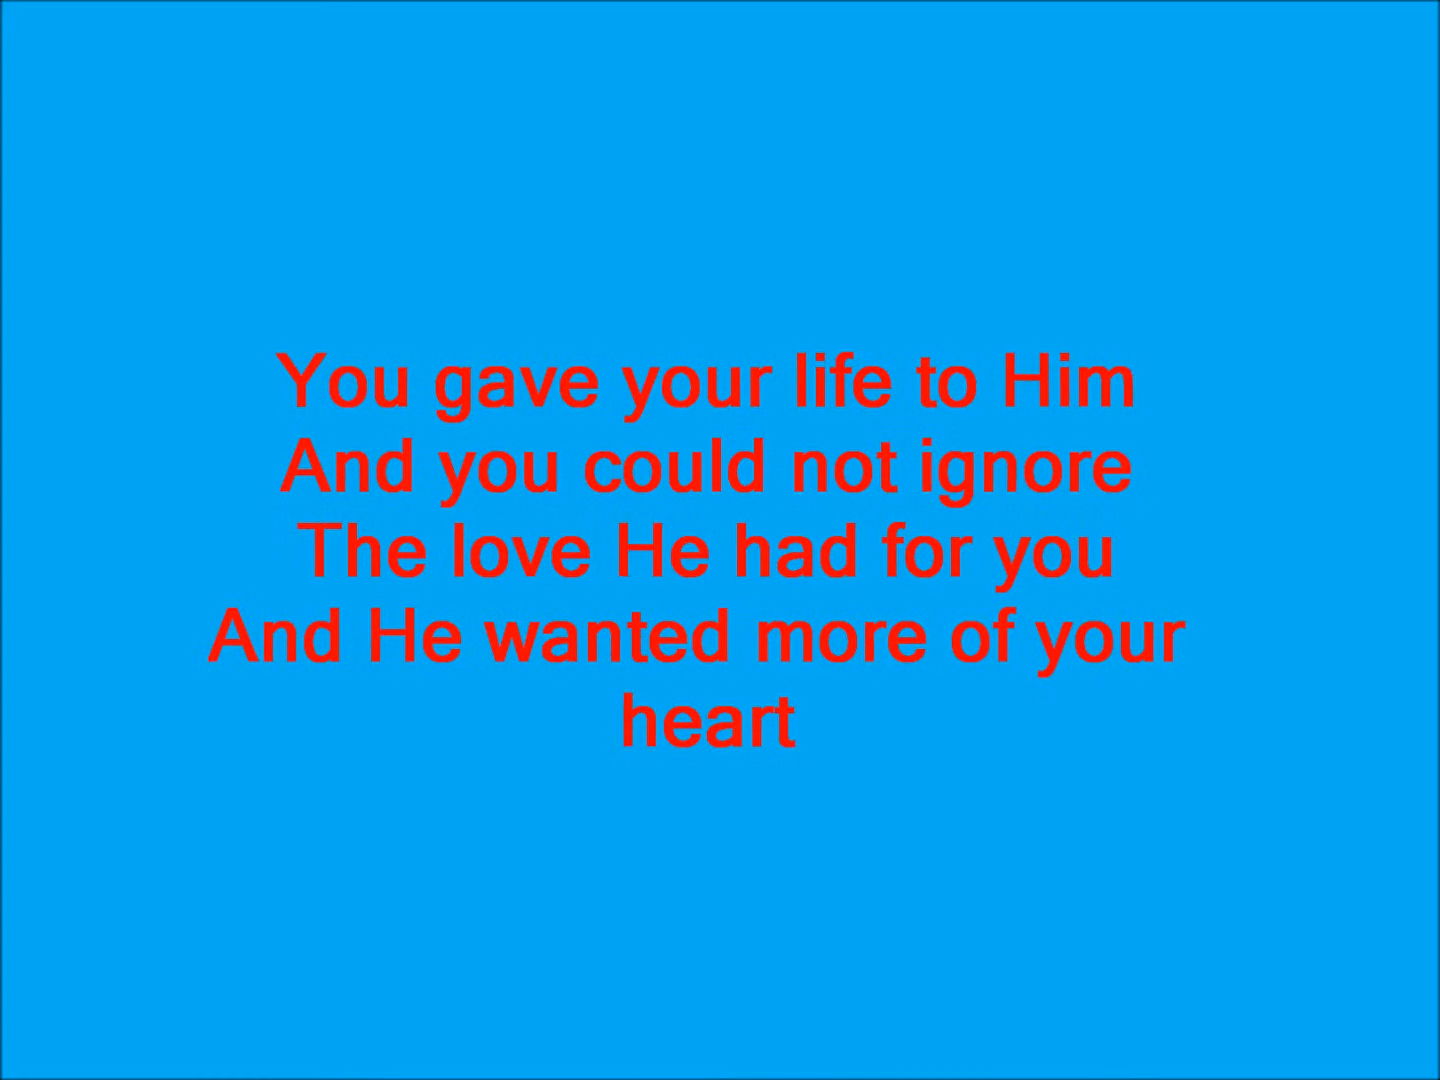 You gave your life to Him
And you could not ignore
The love He had for you
And He wanted more of your
heart